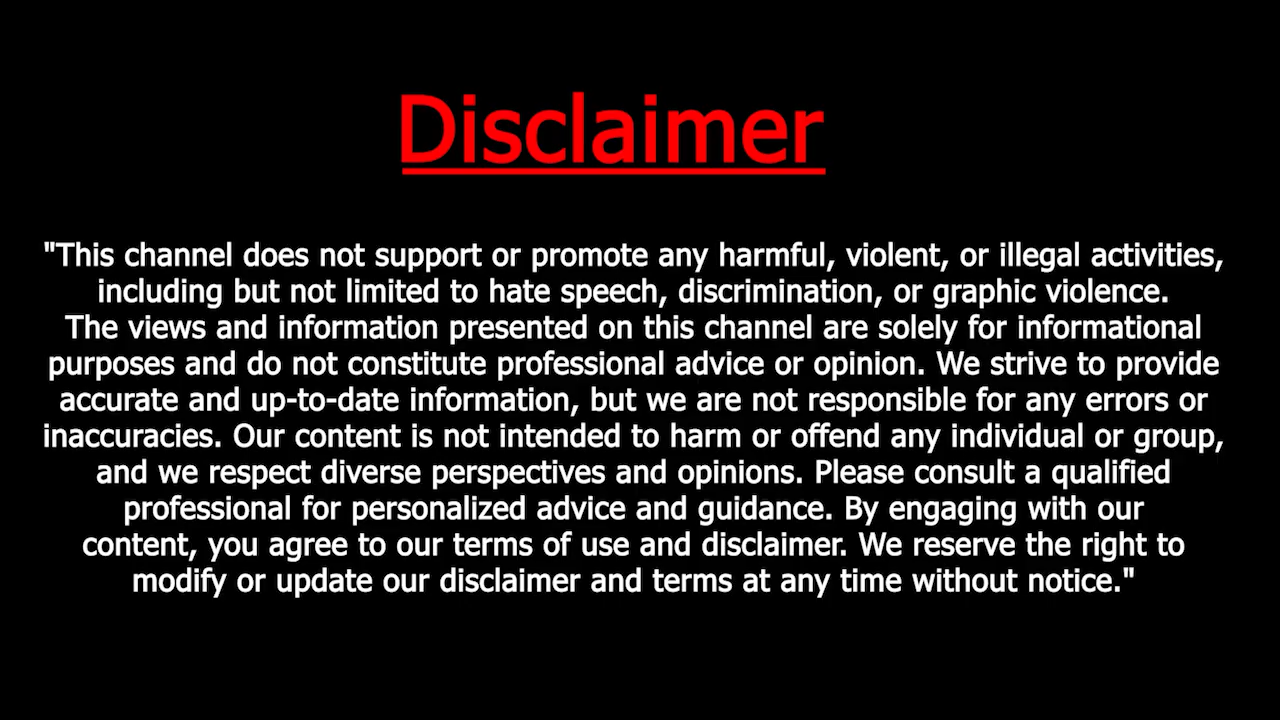 Disclaimer
"This channel does not support or promote any harmful, violent, or illegal activities,
including but not limited to hate speech, discrimination, or graphic violence.
The views and information presented on this channel are solely for informational
purposes and do not constitute professional advice or opinion. We strive to provide
accurate and up-to-date information, but we are not responsible for any errors or
inaccuracies. Our content is not intended to harm or offend any individual or group,
and we respect diverse perspectives and opinions. Please consult a qualified
professional for personalized advice and guidance. By engaging with our
content, you agree to our terms of use and disclaimer. We reserve the right to
modify or update our disclaimer and terms at any time without notice."